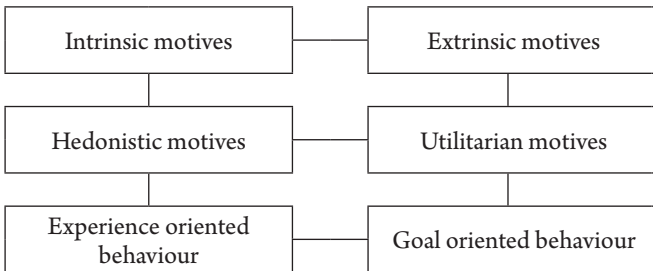 Intrinsic motives
Extrinsic motives
Hedonistic motives
Utilitarian motives
Experience oriented
behaviour
Goal oriented behaviour